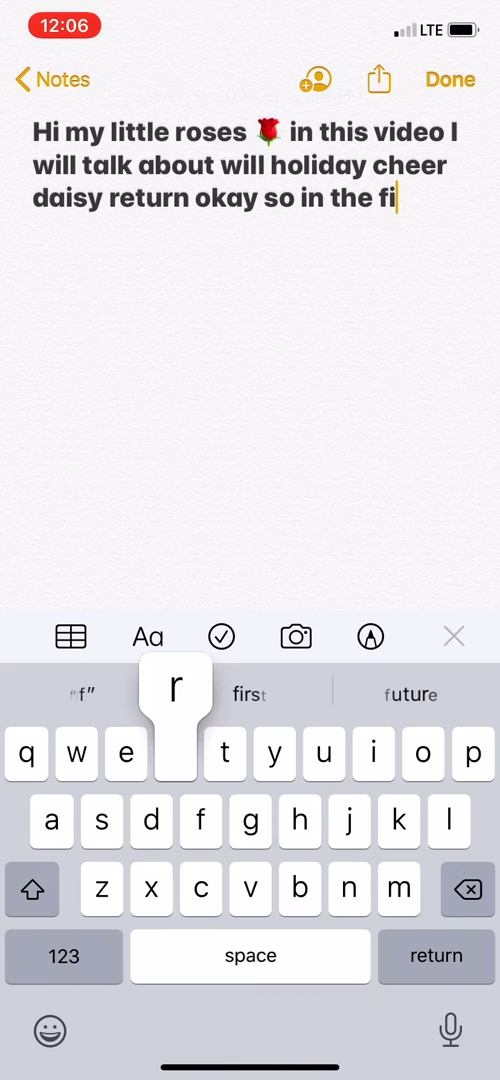 12:06
LTE
Notes
Done
Hi my little roses 🌹 in this video I
will talk about will holiday cheer
daisy return okay so in the fi
Aa
"f"
first
future
r
q w e t y u i o p
a s d f g h j k l
z x c v b n m
123
space
return